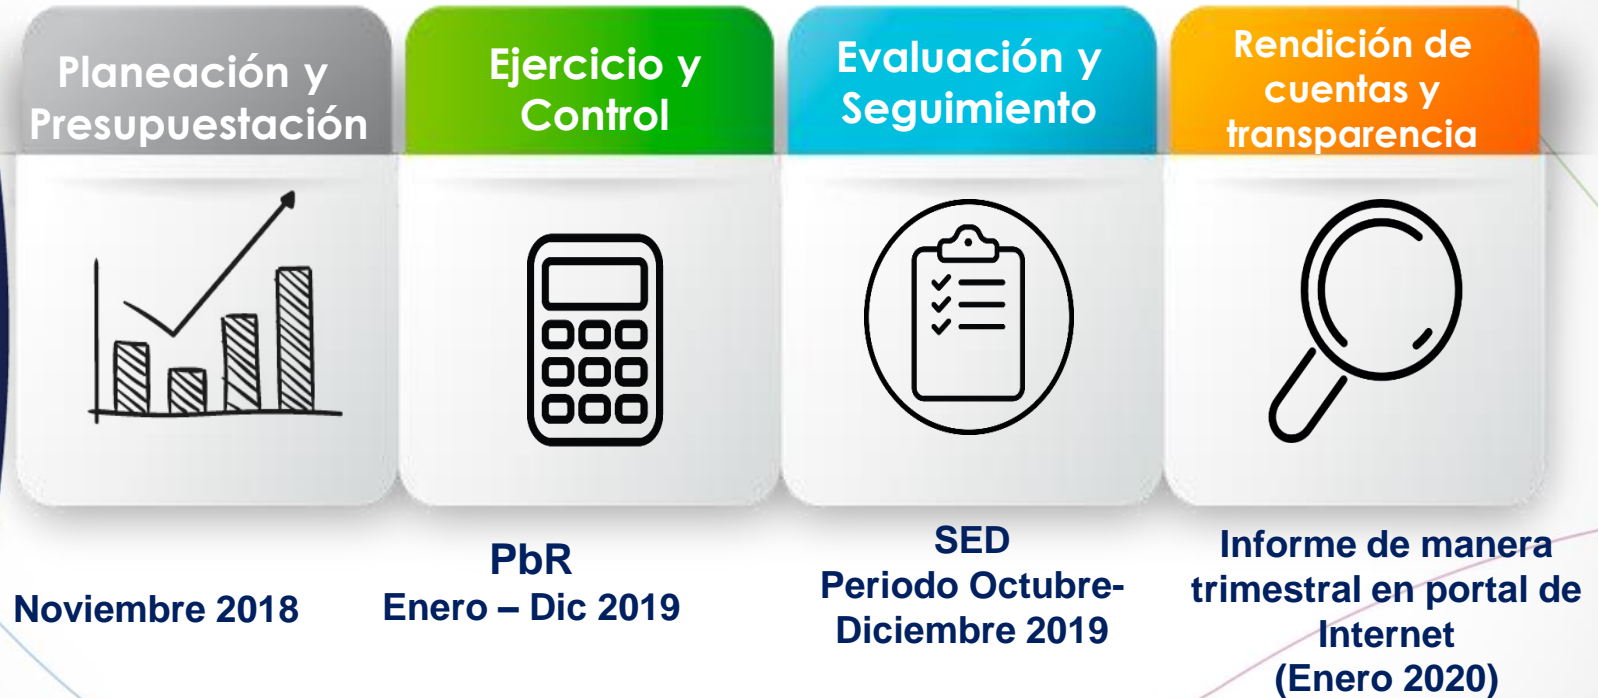 Planeación y
Presupuestación
Ejercicio y
Control
Evaluación y
Seguimiento
Rendición de
cuentas y
transparencia
Noviembre 2018
PbR
Enero – Dic 2019
SED
Periodo Octubre-
Diciembre 2019
Informe de manera
trimestral en portal de
Internet
(Enero 2020)